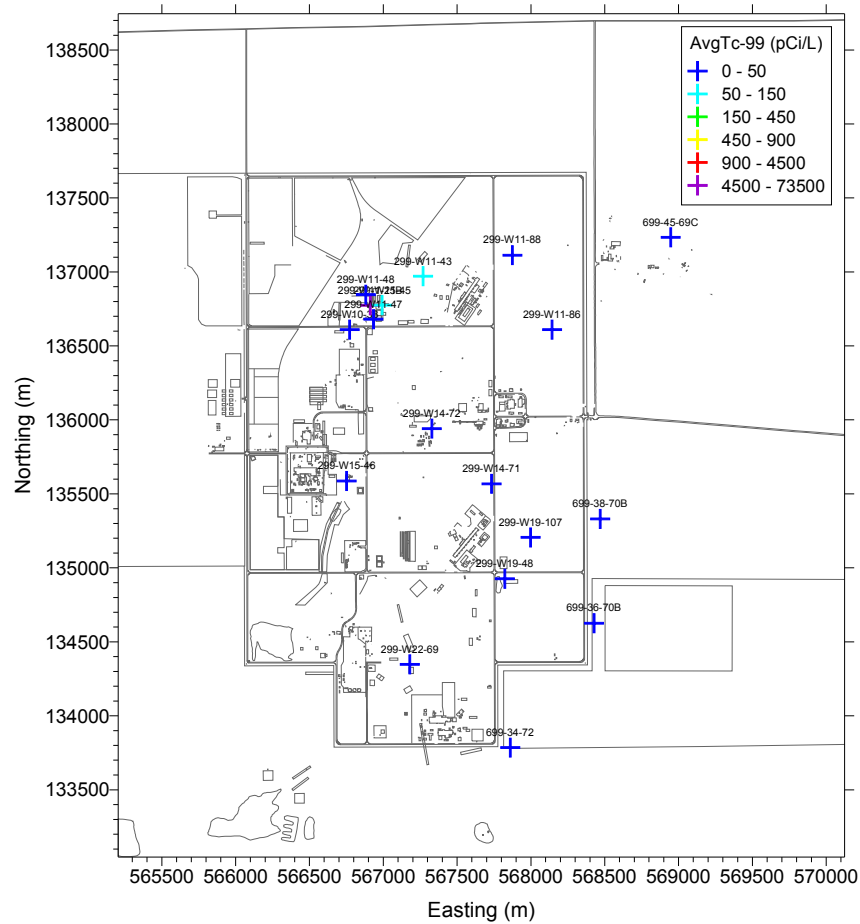 138500
138000
137500
137000
136500
136000
135500
135000
134500
134000
133500
Northing (m)
AvgTc-99 (pCi/L)
0 - 50
50 - 150
150 - 450
450 - 900
900 - 4500
4500 - 73500
699-45-69C
299-W11-88
299-W11-43
299-W11-48
299-W11-47
299-W11-86
299-W14-72
299-W15-46
299-W14-71
699-38-70B
299-W19-107
299-W19-48
699-36-70B
299-W22-69
699-34-72
565500 566000 566500 567000 567500 568000 568500 569000 569500 570000
Easting (m)